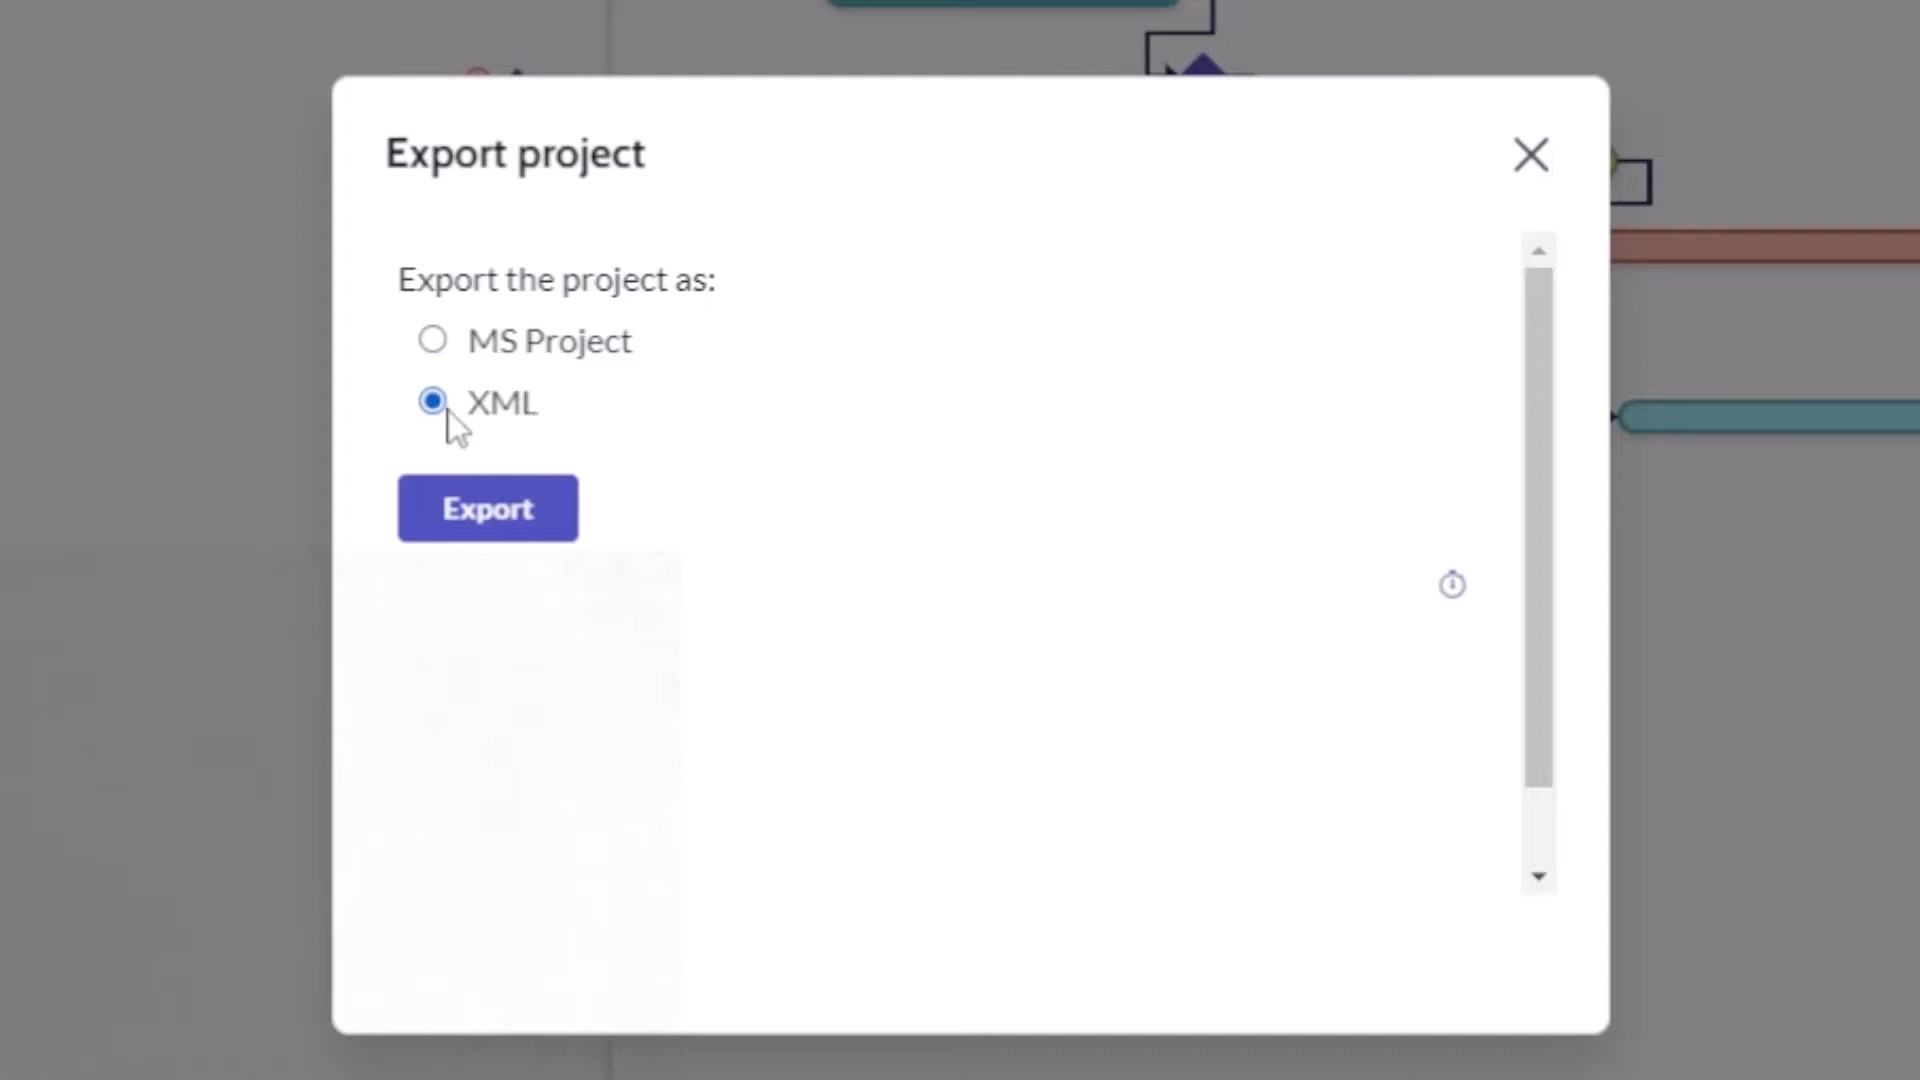 Export project
Export the project as:
MS Project
XML
Export